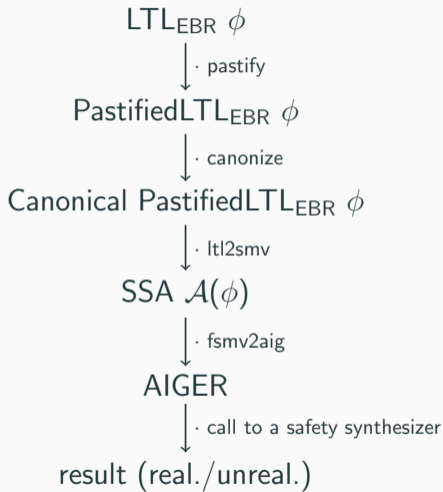 LTL_EBR ϕ
· pastify
PastifiedLTL_EBR ϕ
· canonize
Canonical PastifiedLTL_EBR ϕ
· ltl2smv
SSA 𝒜(ϕ)
· fsmv2aig
AIGER
· call to a safety synthesizer
result (real./unreal.)